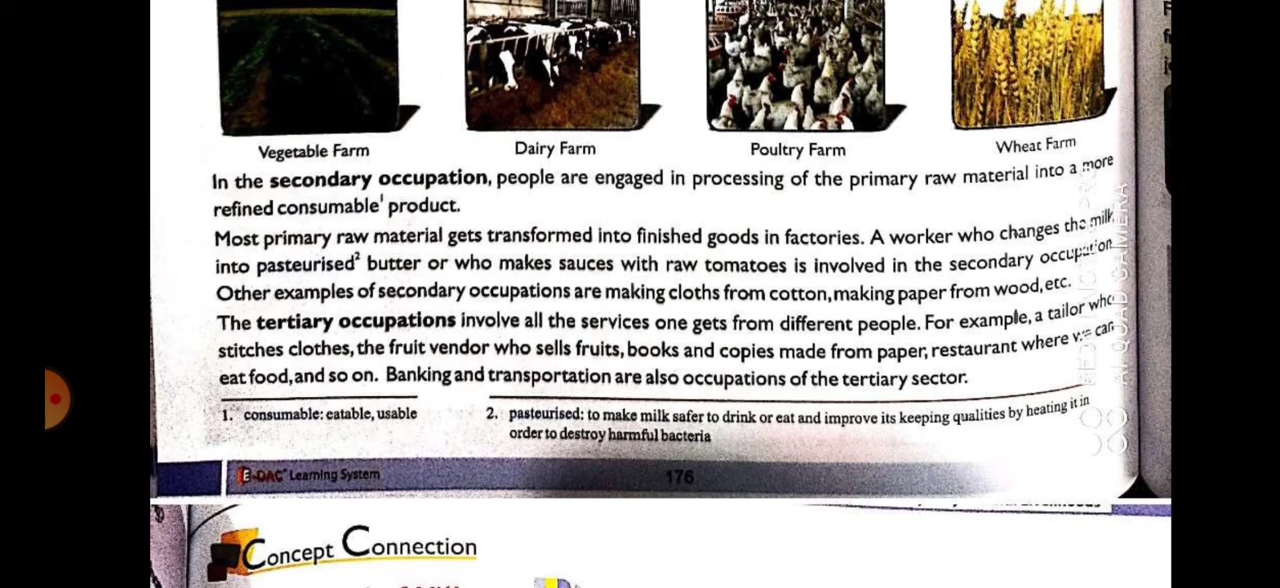 Vegetable Farm
Dairy Farm
Poultry Farm
Wheat Farm
In the secondary occupation, people are engaged in processing of the primary raw material into a more
refined consumable¹ product.
Most primary raw material gets transformed into finished goods in factories. A worker who changes the milk
into pasteurised² butter or who makes sauces with raw tomatoes is involved in the secondary occupation.
Other examples of secondary occupations are making cloths from cotton, making paper from wood, etc.
The tertiary occupations involve all the services one gets from different people. For example, a tailor who
stitches clothes, the fruit vendor who sells fruits, books and copies made from paper, restaurant where we can
eat food, and so on. Banking and transportation are also occupations of the tertiary sector.
1. consumable: eatable, usable
2. pasteurised: to make milk safer to drink or eat and improve its keeping qualities by heating it in
order to destroy harmful bacteria
E-DAC Learning System
176
AI QUAD CAMERA
Concept Connection